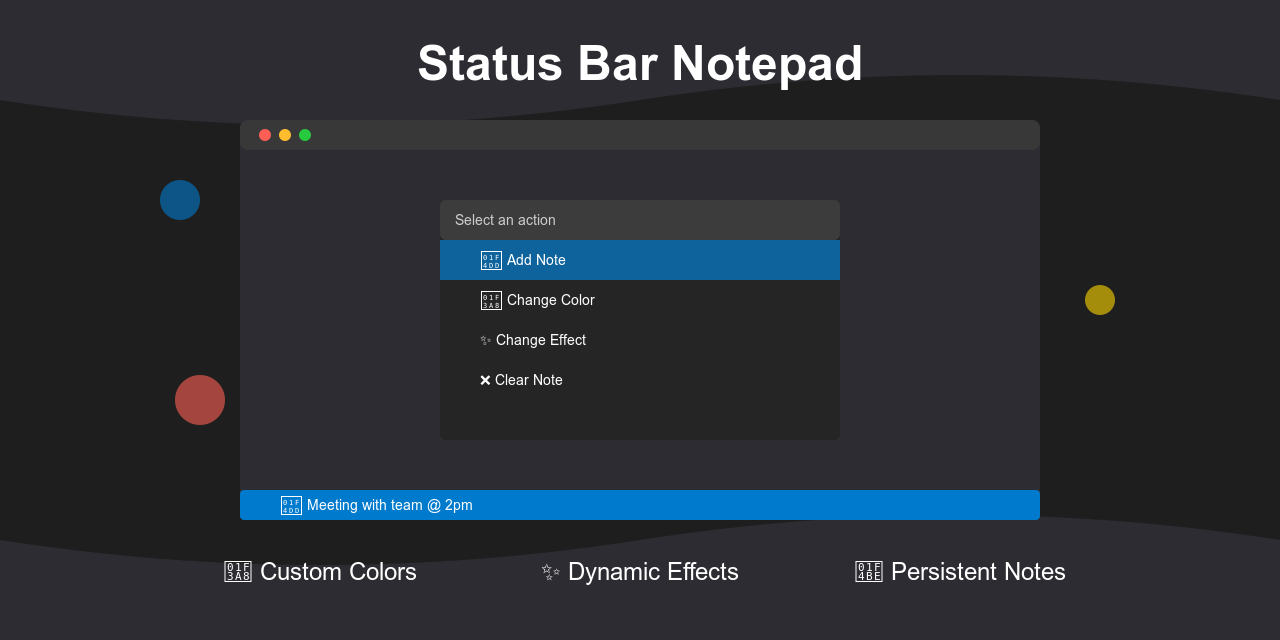 Status Bar Notepad
Select an action
📝 Add Note
🎨 Change Color
✨ Change Effect
❌ Clear Note
📝 Meeting with team @ 2pm
🎨 Custom Colors ✨ Dynamic Effects 💾 Persistent Notes